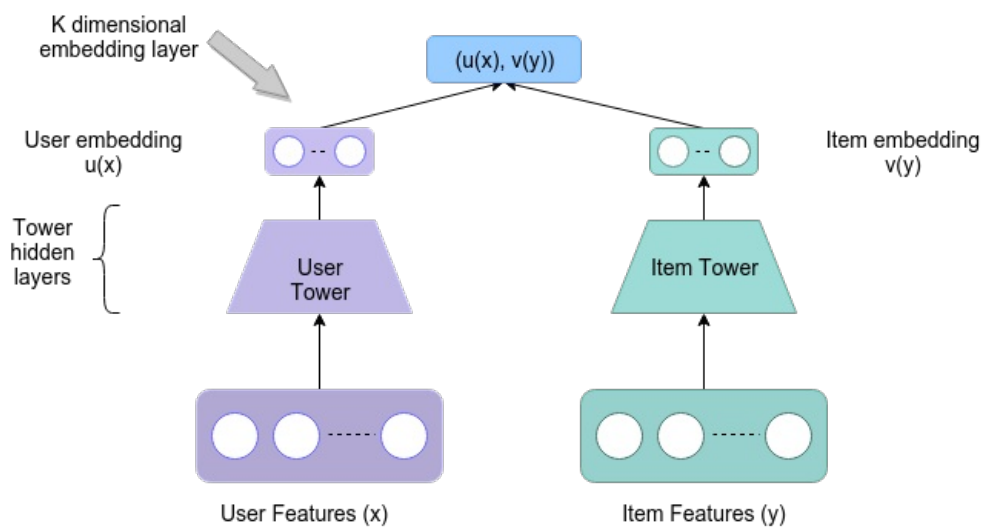 K dimensional
embedding layer
(u(x), v(y))
User embedding
u(x)
Item embedding
v(y)
Tower
hidden
layers
User
Tower
Item Tower
User Features (x)
Item Features (y)